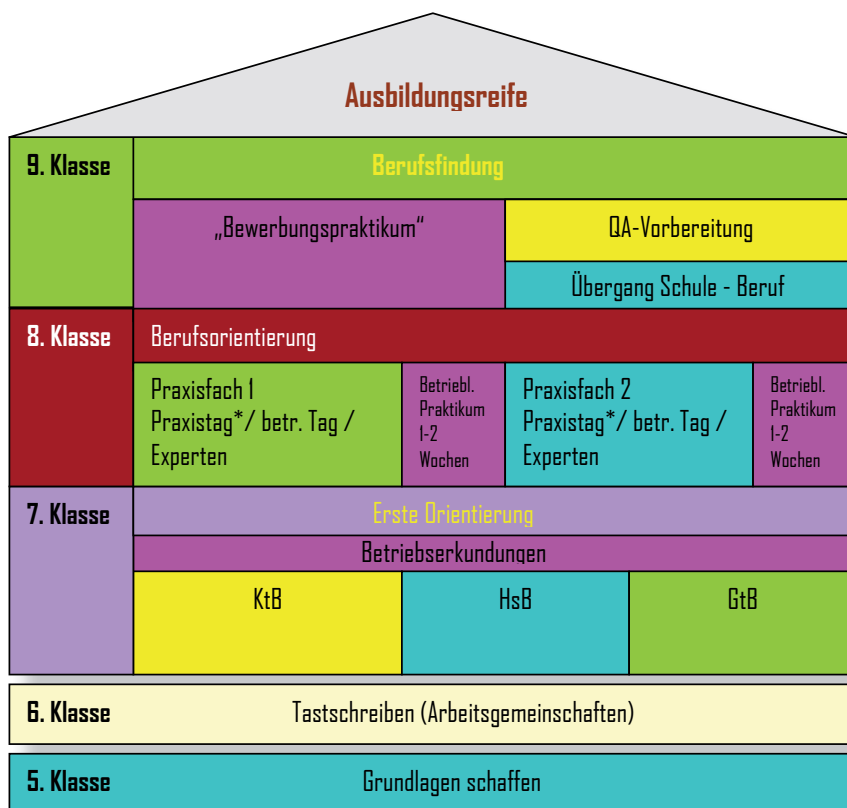 Ausbildungsreife
9. Klasse
Berufsfindung
„Bewerbungspraktikum“
QA-Vorbereitung
Übergang Schule - Beruf
8. Klasse
Berufsorientierung
Praxisfach 1
Praxistag*/ betr. Tag /
Experten
Betriebl.
Praktikum
1-2
Wochen
Praxisfach 2
Praxistag*/ betr. Tag /
Experten
Betriebl.
Praktikum
1-2
Wochen
7. Klasse
Erste Orientierung
Betriebserkundungen
KtB
HsB
GtB
6. Klasse
Tastschreiben (Arbeitsgemeinschaften)
5. Klasse
Grundlagen schaffen